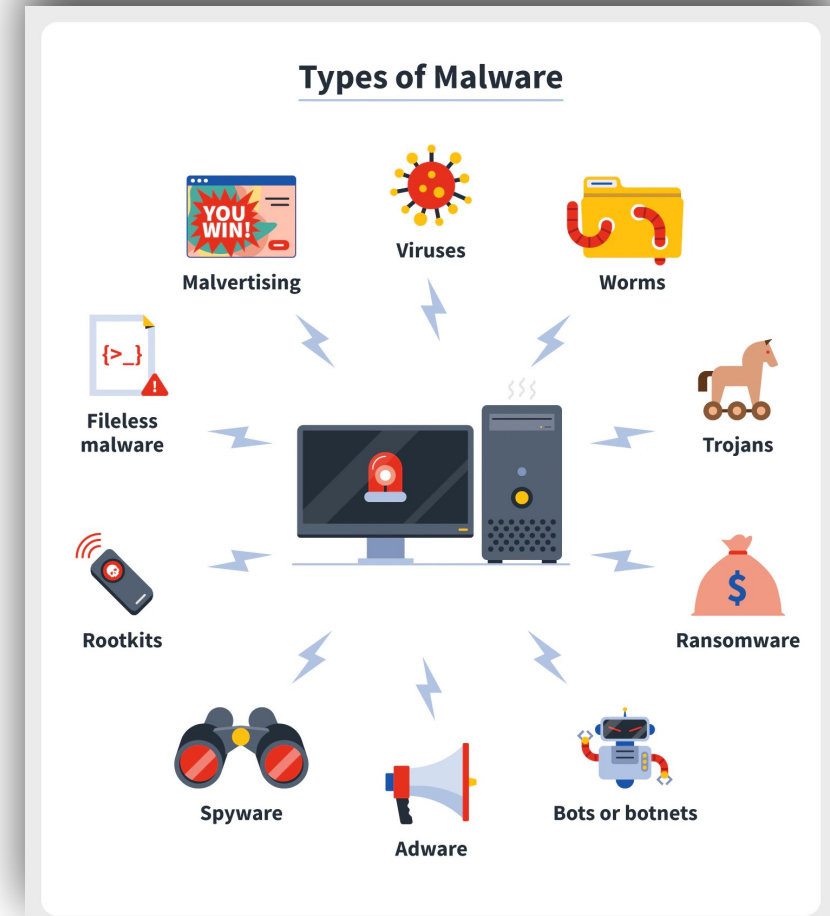 Types of Malware
YOU
WIN!
Viruses
Malvertising
Worms
{>_}
!
Fileless
malware
Trojans
$
Rootkits
Ransomware
Spyware
Bots or botnets
Adware